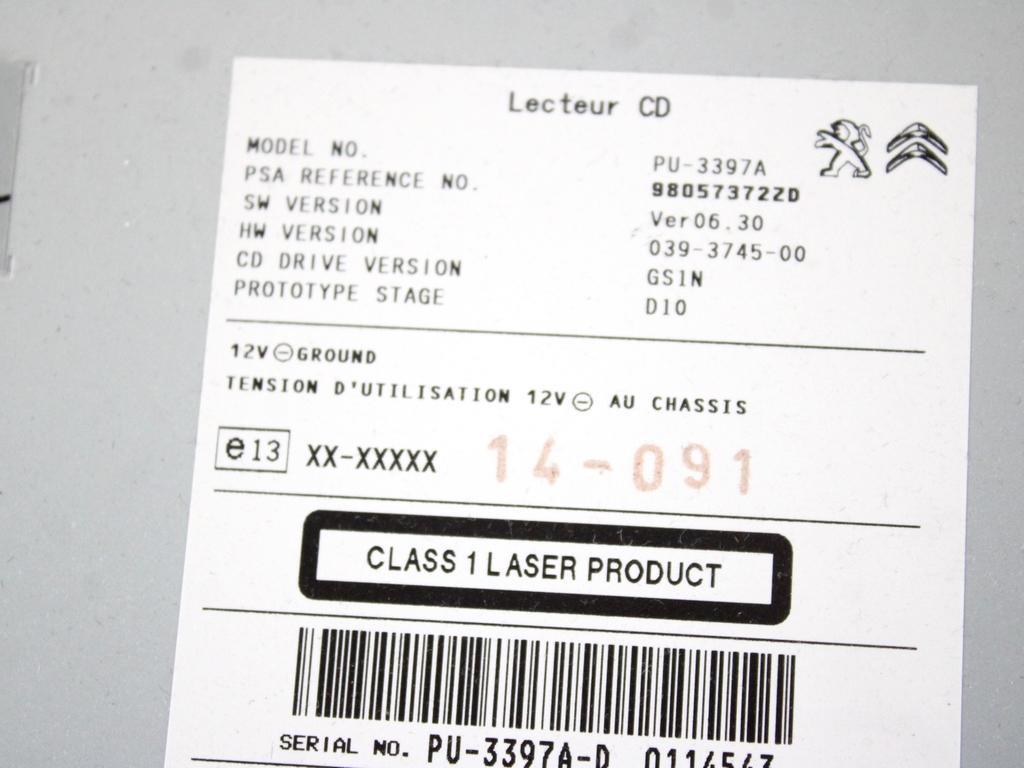 Lecteur CD
MODEL NO. PU-3397A
PSA REFERENCE NO. 98057372ZD
SW VERSION Ver06.30
HW VERSION 039-3745-00
CD DRIVE VERSION GS1N
PROTOTYPE STAGE D10
12V⊖GROUND
TENSION D'UTILISATION 12V⊖ AU CHASSIS
e13 XX-XXXXX 14-091
CLASS 1 LASER PRODUCT
SERIAL NO. PU-3397A-D 0114547